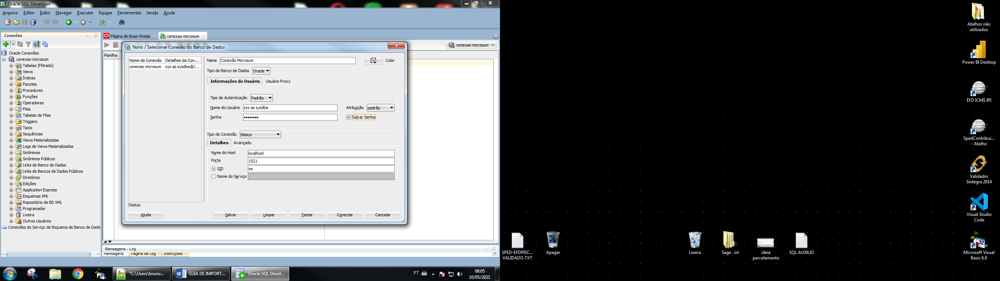 Oracle SQL Developer
Arquivo Editar Exibir Navegar Executar Equipe Ferramentas Janela Ajuda
Conexões
Oracle Conexões
conexao microsum
Tabelas (Filtrado)
Views
Índices
Pacotes
Procedures
Funções
Operadores
Filas
Tabelas de Filas
Triggers
Tipos
Sequências
Views Materializadas
Logs de Views Materializadas
Sinônimos
Sinônimos Públicos
Links de Banco de Dados
Links de Bancos de Dados Públicos
Diretórios
Edições
Application Express
Esquemas XML
Repositório de BD XML
Programador
Lixeira
Outros Usuários
Conexões do Serviço de Esquema de Banco de Dado
Página de Boas-Vindas
conexao microsum
conexao microsum
Planilha
Novo / Selecionar Conexão do Banco de Dados
Nome da Conexão Detalhes da Con...
conexao microsum sys as sysdba@/...
Name Conexão Microsum Color
Tipo de Banco de Dados Oracle
Informações do Usuário Usuário Proxy
Tipo de Autenticação Padrão
Nome do Usuário sys as sysdba Atribuição padrão
Senha •••••••• Salvar Senha
Tipo de Conexão Básico
Detalhes Avançado
Nome do Host localhost
Porta 1521
SID xe
Nome do Serviço
Status:
Ajuda Salvar Limpar Testar Conectar Cancelar
Mensagens - Log
Mensagens Página de Log Instruções
*C:\Users\bruno...
GUIA DE IMPORT...
Oracle SQL Devel...
PT
08:05
10/05/2021
Atalhos não
utilizados
Power BI Desktop
EFD ICMS IPI
SpedContribui...
- Atalho
Validador
Sintegra 2014
Visual Studio
Code
Microsoft Visual
Basic 6.0
SPED-EFDPISC...
VALIDADO.TXT
Apagar
Lixeira
Sage . ini
ideia
parcelamento
SQL AUXILIO